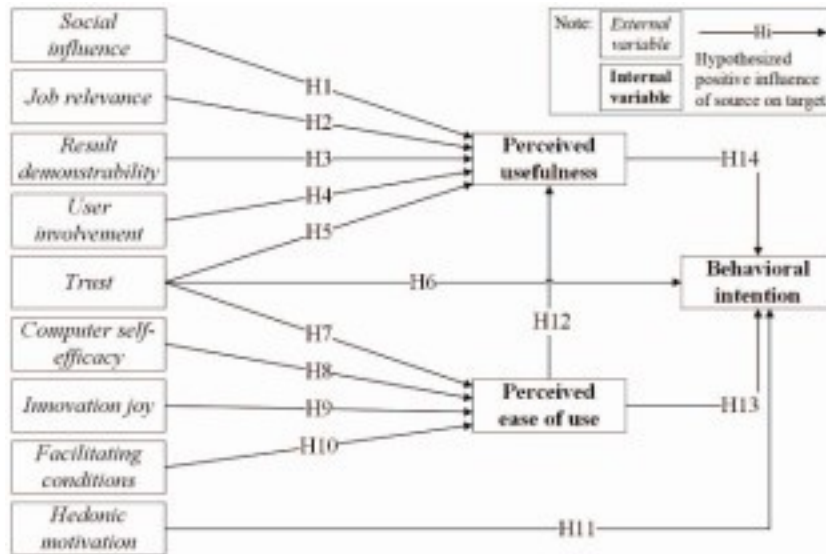 Social
influence
Job relevance
Result
demonstrability
User
involvement
Trust
Computer self-
efficacy
Innovation joy
Facilitating
conditions
Hedonic
motivation
H1
H2
H3
H4
H5
H6
H7
H8
H9
H10
H11
Perceived
usefulness
H12
Perceived
ease of use
H14
Behavioral
intention
H13
Note:
External
variable
Internal
variable
Hi
Hypothesized
positive influence
of source on target